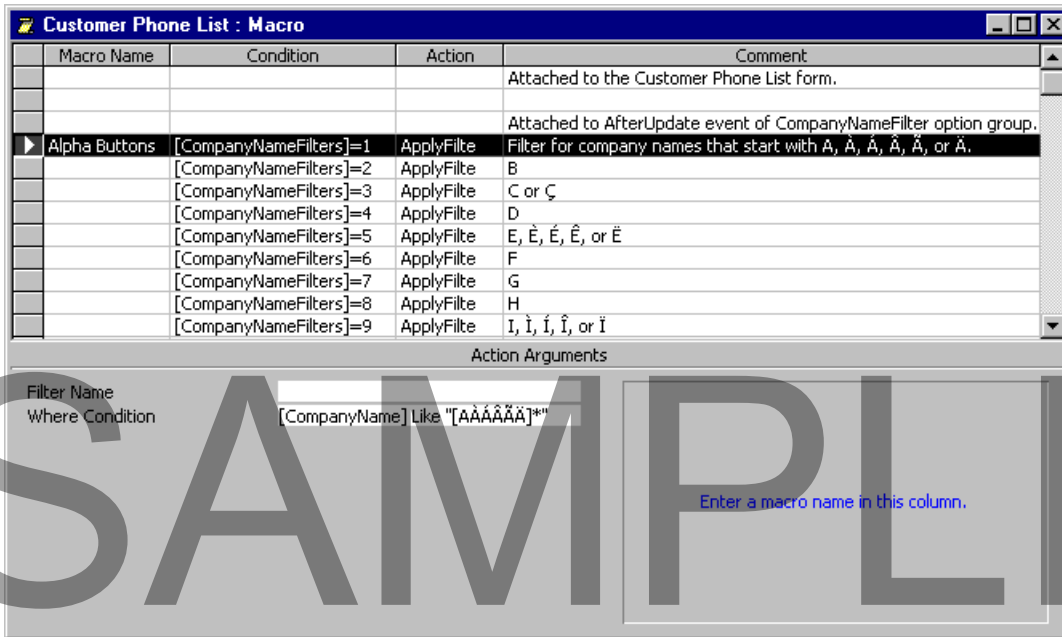 Customer Phone List : Macro
Macro Name Condition Action Comment
Attached to the Customer Phone List form.
Attached to AfterUpdate event of CompanyNameFilter option group.
Alpha Buttons [CompanyNameFilters]=1 ApplyFilte Filter for company names that start with A, À, Á, Â, Ã, or Ä.
[CompanyNameFilters]=2 ApplyFilte B
[CompanyNameFilters]=3 ApplyFilte C or Ç
[CompanyNameFilters]=4 ApplyFilte D
[CompanyNameFilters]=5 ApplyFilte E, È, É, Ê, or Ë
[CompanyNameFilters]=6 ApplyFilte F
[CompanyNameFilters]=7 ApplyFilte G
[CompanyNameFilters]=8 ApplyFilte H
[CompanyNameFilters]=9 ApplyFilte I, Ì, Í, Î, or Ï
Action Arguments
Filter Name
Where Condition [CompanyName] Like "[AÀÁÂÃÄ]*"
Enter a macro name in this column.
SAMPL